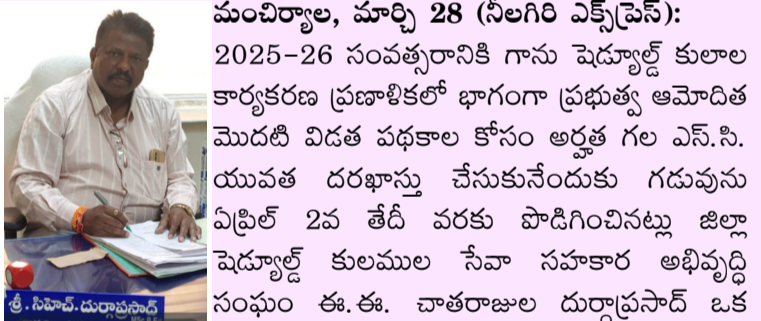 మంచిర్యాల, మార్చి 28 (నీలగిరి ఎక్స్‌ప్రెస్):
2025-26 సంవత్సరానికి గాను షెడ్యూల్డ్ కులాల
కార్యకరణ ప్రణాళికలో భాగంగా ప్రభుత్వ ఆమోదిత
మొదటి విడత పథకాల కోసం అర్హత గల ఎస్.సి.
యువత దరఖాస్తు చేసుకునేందుకు గడువును
ఏప్రిల్ 2వ తేదీ వరకు పొడిగించినట్లు జిల్లా
షెడ్యూల్డ్ కులముల సేవా సహకార అభివృద్ధి
సంఘం ఈ.ఈ. చాతరాజుల దుర్గాప్రసాద్ ఒక
శ్రీ. సిహెచ్. దుర్గాప్రసాద్